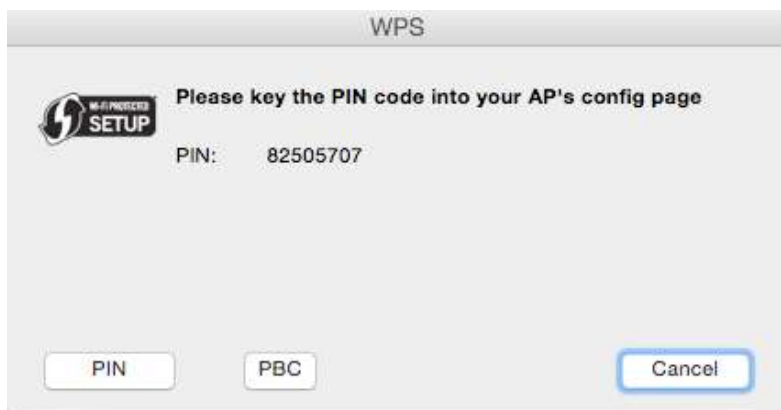 WPS
Wi-Fi PROTECTED
SETUP
Please key the PIN code into your AP's config page
PIN: 82505707
PIN PBC Cancel